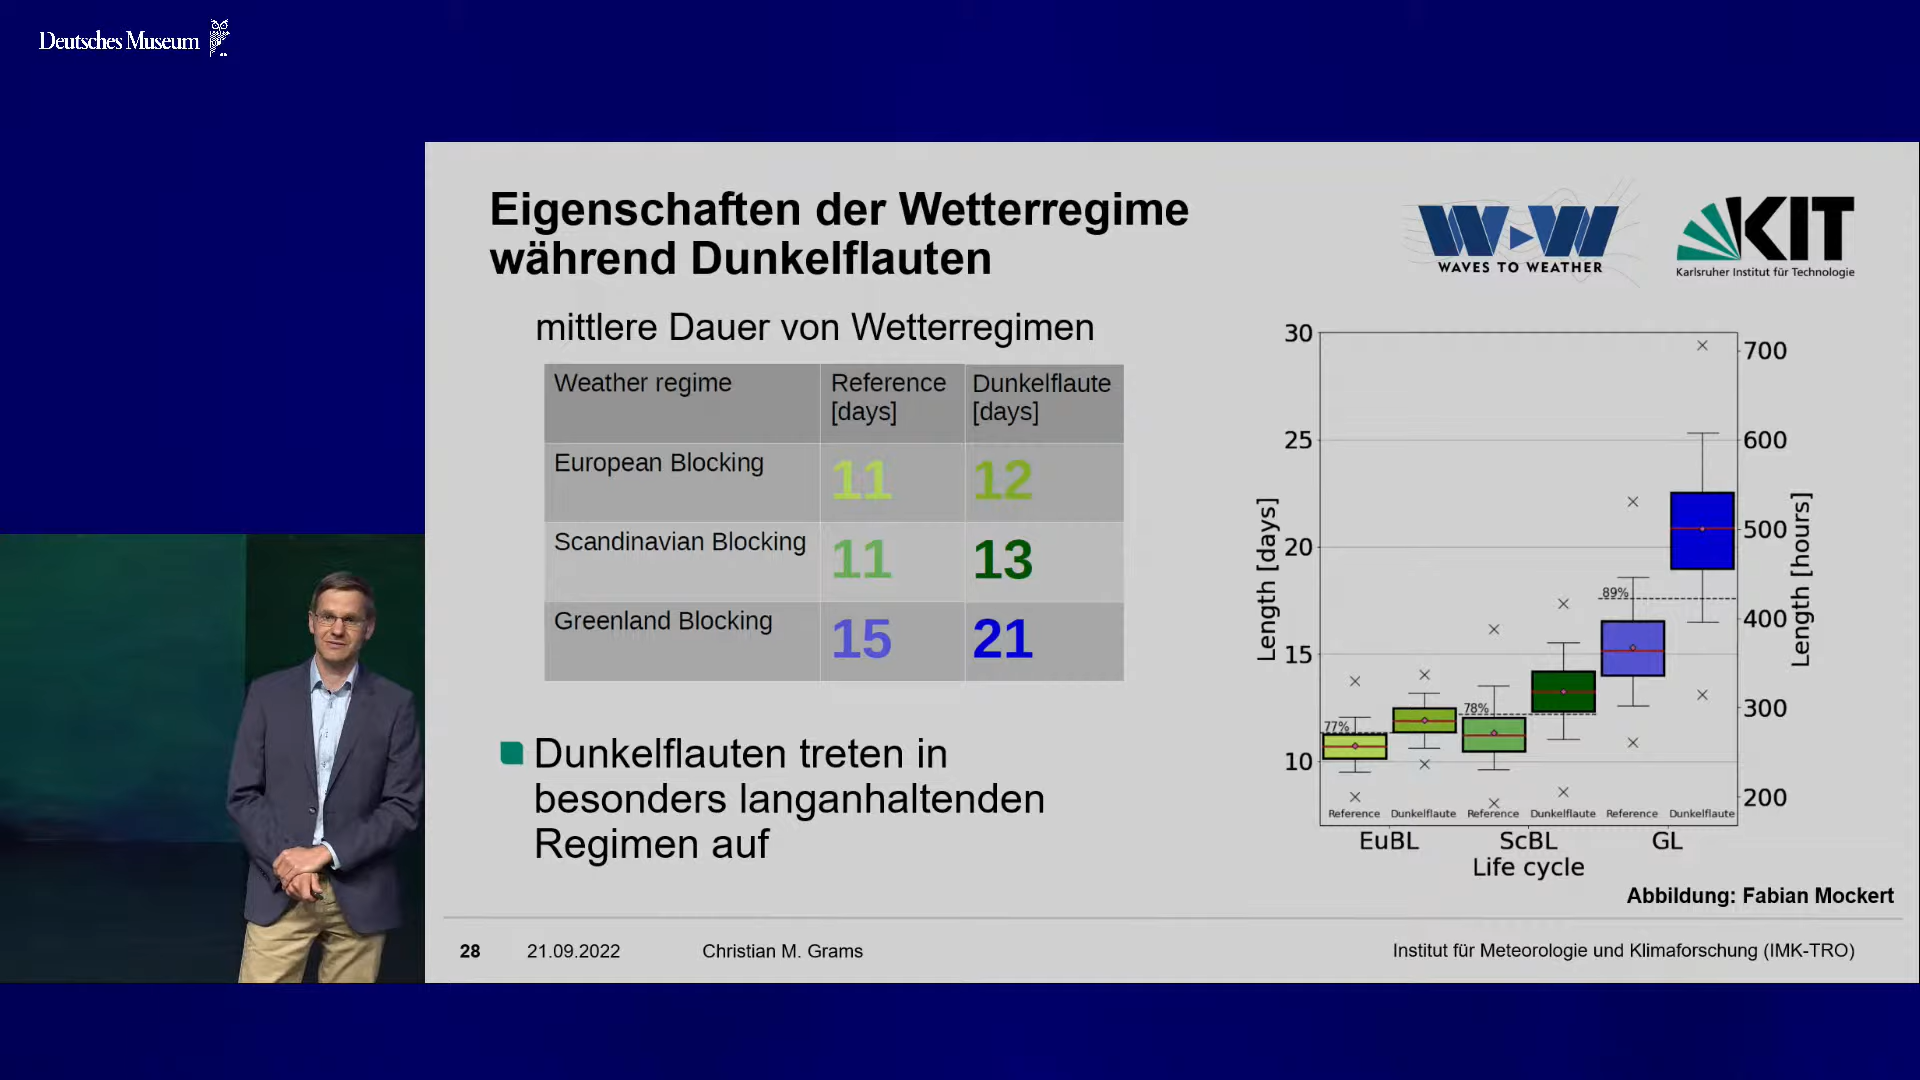 Deutsches Museum
Eigenschaften der Wetterregime
während Dunkelflauten
WAVES TO WEATHER
KIT
Karlsruher Institut für Technologie
mittlere Dauer von Wetterregimen
Weather regime
Reference
[days]
Dunkelflaute
[days]
European Blocking
11
12
Scandinavian Blocking
11
13
Greenland Blocking
15
21
Dunkelflauten treten in
besonders langanhaltenden
Regimen auf
30
25
20
15
10
Length [days]
700
600
500
400
300
200
Length [hours]
77%
78%
89%
Reference
Dunkelflaute
Reference
Dunkelflaute
Reference
Dunkelflaute
EuBL
ScBL
GL
Life cycle
Abbildung: Fabian Mockert
28
21.09.2022
Christian M. Grams
Institut für Meteorologie und Klimaforschung (IMK-TRO)